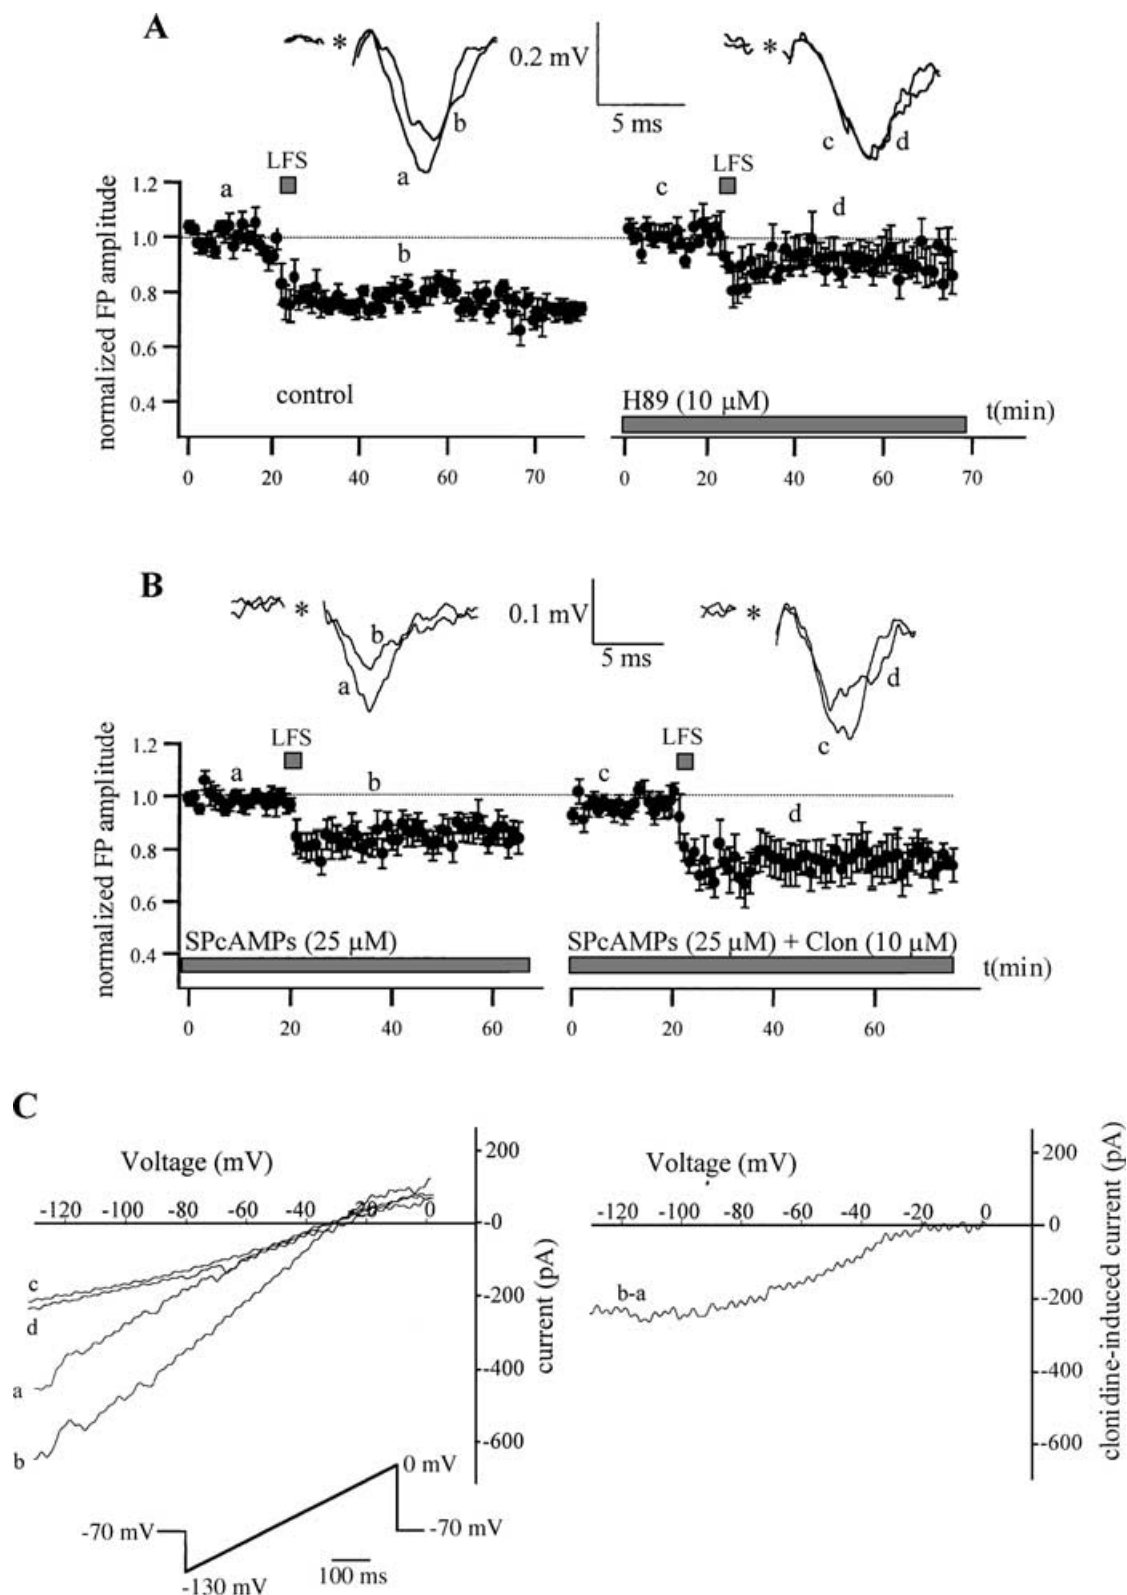 A
*
0.2 mV
5 ms
*
b
a
c
d
LFS
LFS
a
b
c
d
normalized FP amplitude
1.2
1.0
0.8
0.6
0.4
control
H89 (10 µM)
t(min)
0 20 40 60 70
0 20 40 60 70
B
*
0.1 mV
5 ms
*
b
a
d
c
LFS
LFS
a
b
c
d
normalized FP amplitude
1.2
1.0
0.8
0.6
0.4
SPcAMPs (25 µM)
SPcAMPs (25 µM) + Clon (10 µM)
t(min)
0 20 40 60
0 20 40 60
C
Voltage (mV)
-120 -100 -80 -60 -40 -20 0
200
-0
-200
-400
-600
current (pA)
c
d
a
b
0 mV
-70 mV
-70 mV
-130 mV
100 ms
Voltage (mV)
-120 -100 -80 -60 -40 -20 0
200
0
-200
-400
-600
clonidine-induced current (pA)
b-a